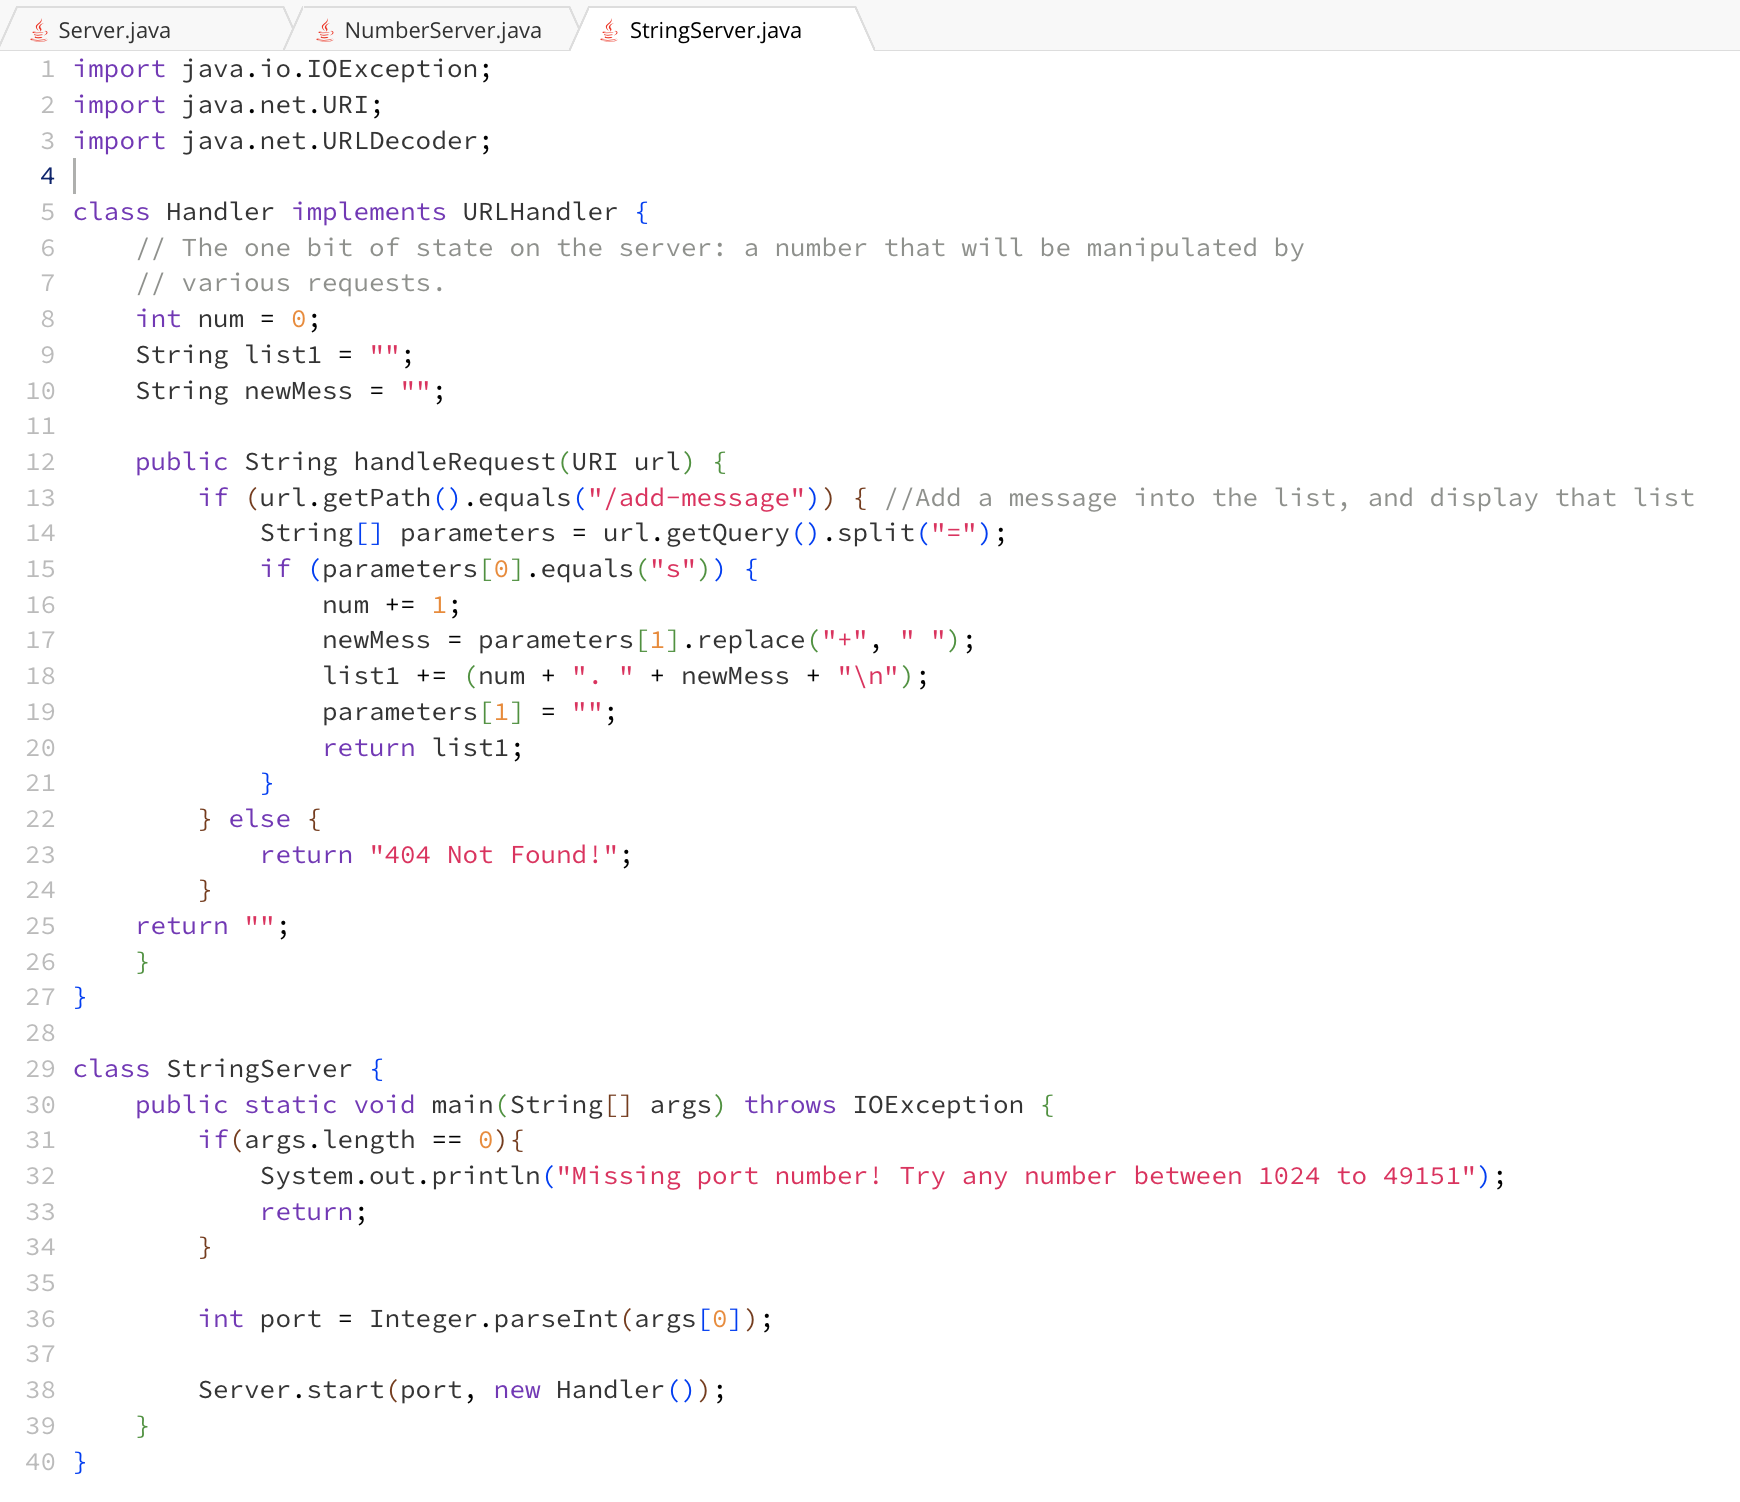 Server.java NumberServer.java StringServer.java
1 import java.io.IOException;
2 import java.net.URI;
3 import java.net.URLDecoder;
4
5 class Handler implements URLHandler {
6     // The one bit of state on the server: a number that will be manipulated by
7     // various requests.
8     int num = 0;
9     String list1 = "";
10     String newMess = "";
11
12     public String handleRequest(URI url) {
13         if (url.getPath().equals("/add-message")) { //Add a message into the list, and display that list
14             String[] parameters = url.getQuery().split("=");
15             if (parameters[0].equals("s")) {
16                 num += 1;
17                 newMess = parameters[1].replace("+", " ");
18                 list1 += (num + ". " + newMess + "\n");
19                 parameters[1] = "";
20                 return list1;
21             }
22         } else {
23             return "404 Not Found!";
24         }
25     return "";
26     }
27 }
28
29 class StringServer {
30     public static void main(String[] args) throws IOException {
31         if(args.length == 0){
32             System.out.println("Missing port number! Try any number between 1024 to 49151");
33             return;
34         }
35
36         int port = Integer.parseInt(args[0]);
37
38         Server.start(port, new Handler());
39     }
40 }